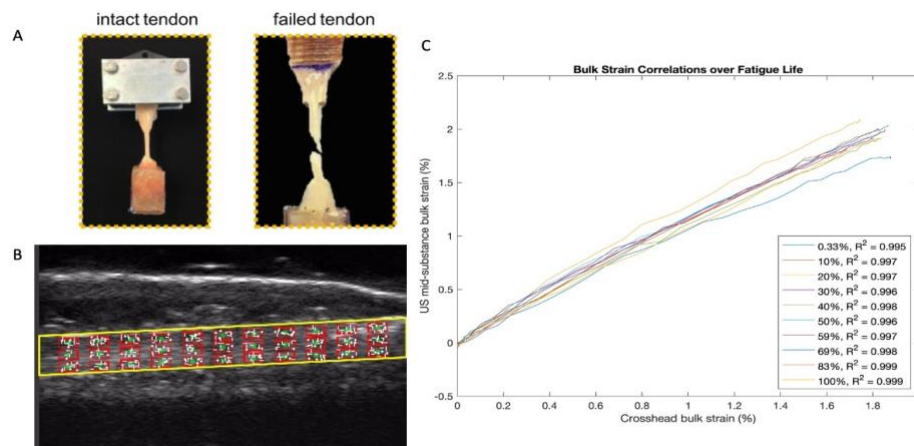 A
intact tendon
failed tendon
B
C
Bulk Strain Correlations over Fatigue Life
US mid-substance bulk strain (%)
2.5
2
1.5
1
0.5
0
-0.5
0.33%, R² = 0.995
10%, R² = 0.997
20%, R² = 0.997
30%, R² = 0.996
40%, R² = 0.998
50%, R² = 0.996
59%, R² = 0.997
69%, R² = 0.998
83%, R² = 0.999
100%, R² = 0.999
0 0.2 0.4 0.6 0.8 1 1.2 1.4 1.6 1.8
Crosshead bulk strain (%)